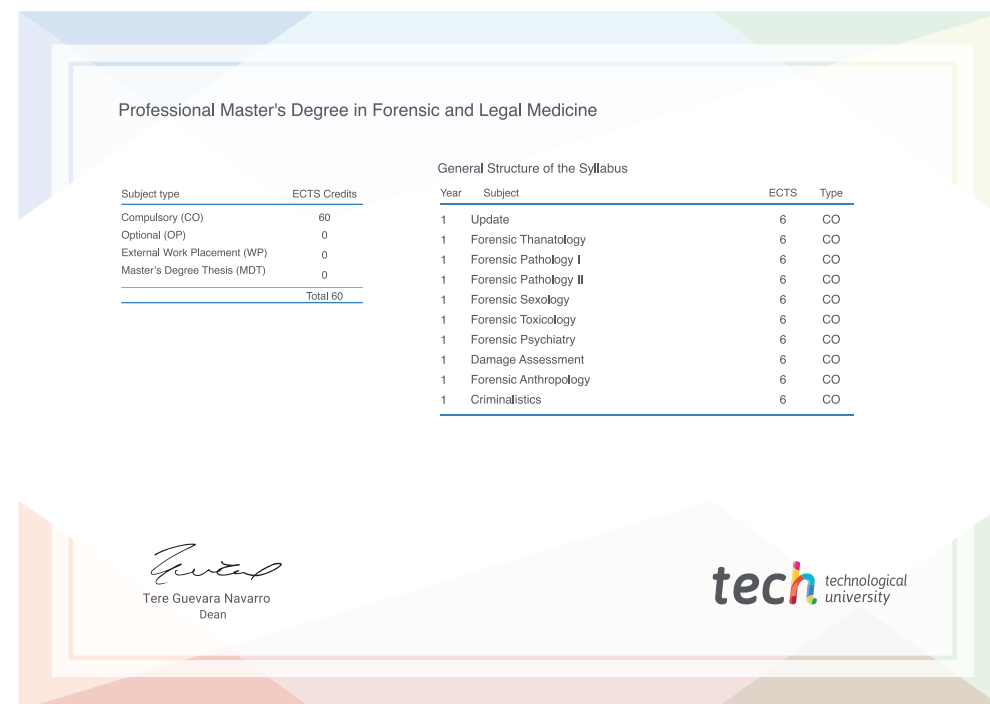 Professional Master's Degree in Forensic and Legal Medicine
Subject type ECTS Credits
Compulsory (CO) 60
Optional (OP) 0
External Work Placement (WP) 0
Master's Degree Thesis (MDT) 0
Total 60
General Structure of the Syllabus
Year Subject ECTS Type
1 Update 6 CO
1 Forensic Thanatology 6 CO
1 Forensic Pathology I 6 CO
1 Forensic Pathology II 6 CO
1 Forensic Sexology 6 CO
1 Forensic Toxicology 6 CO
1 Forensic Psychiatry 6 CO
1 Damage Assessment 6 CO
1 Forensic Anthropology 6 CO
1 Criminalistics 6 CO
Tere Guevara Navarro
Dean
tech technological
university